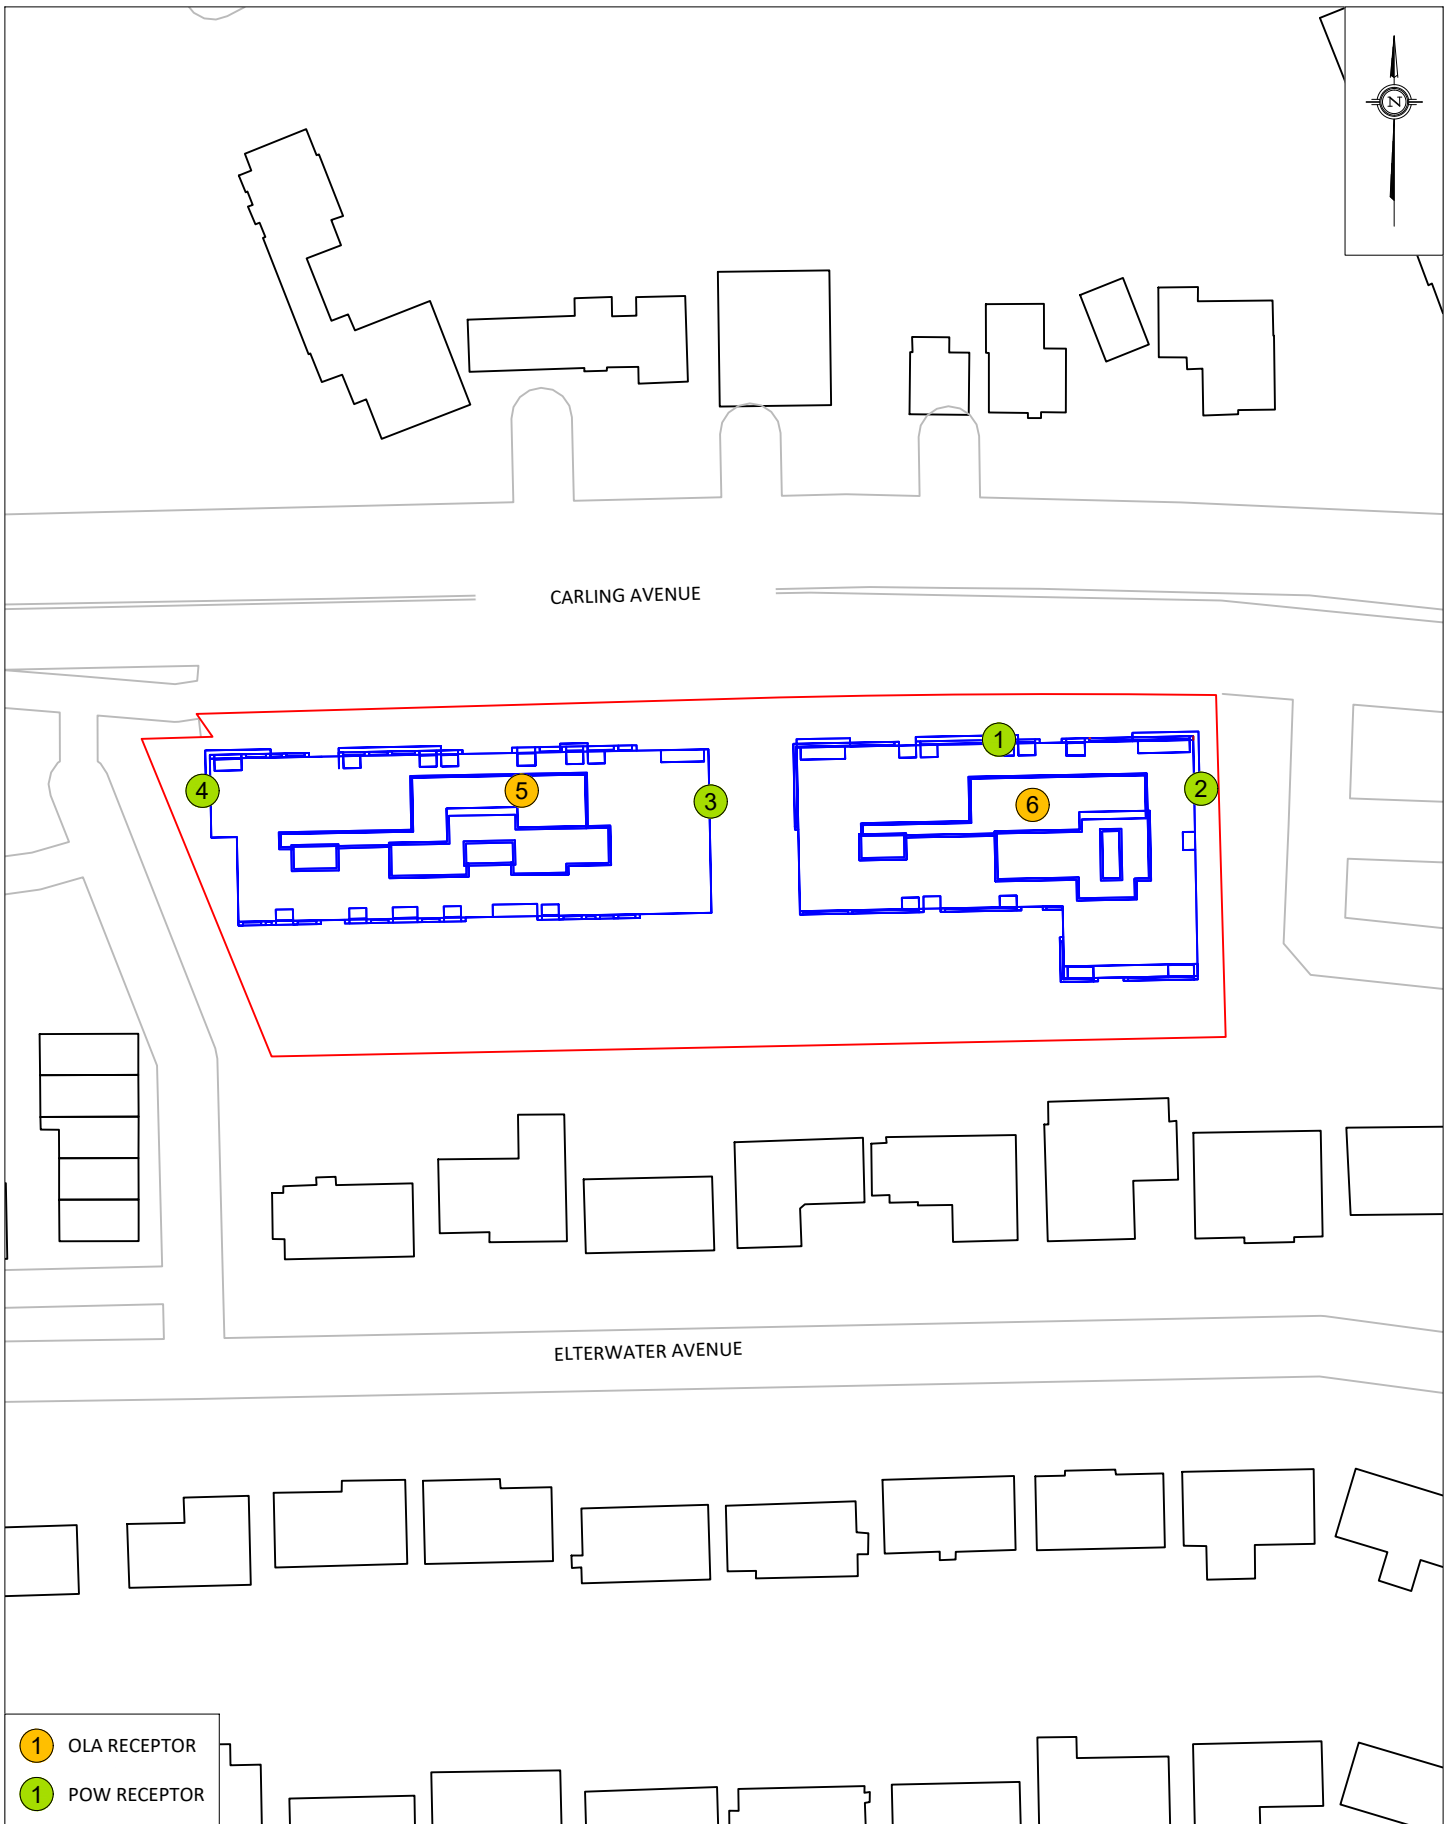 N
CARLING AVENUE
1
2
4
5
3
6
ELTERWATER AVENUE
1 OLA RECEPTOR
1 POW RECEPTOR